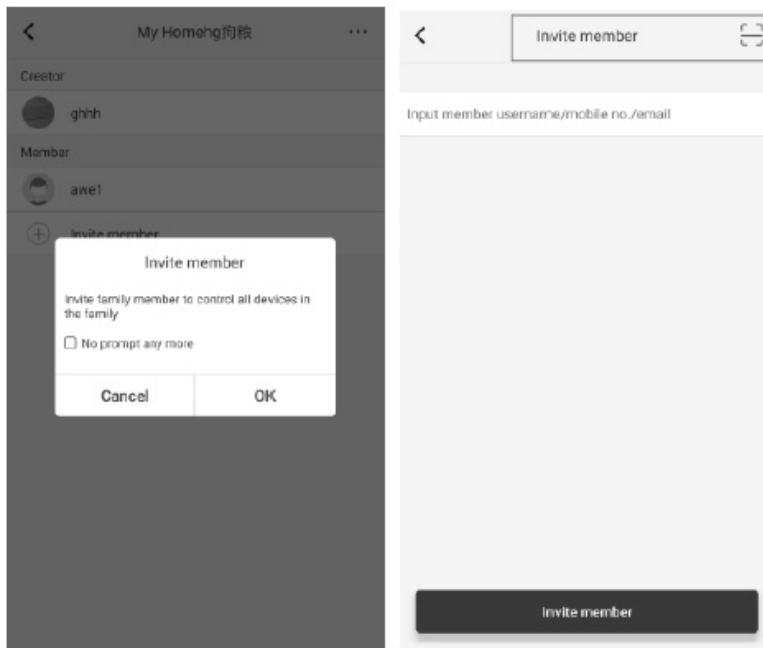 My Homehg狗粮
Creator
ghhh
Member
awe1
Invite member
Invite member
Invite family member to control all devices in
the family
No prompt any more
Cancel OK
Invite member
Input member username/mobile no./email
Invite member